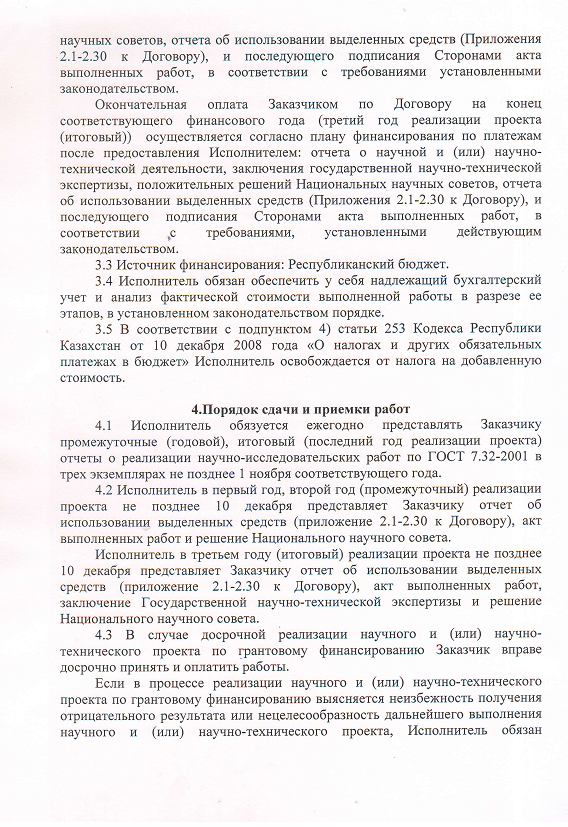 научных советов, отчета об использовании выделенных средств (Приложения
2.1-2.30 к Договору), и последующего подписания Сторонами акта
выполненных работ, в соответствии с требованиями установленными
законодательством.
Окончательная оплата Заказчиком по Договору на конец
соответствующего финансового года (третий год реализации проекта
(итоговый)) осуществляется согласно плану финансирования по платежам
после предоставления Исполнителем: отчета о научной и (или) научно-
технической деятельности, заключения государственной научно-технической
экспертизы, положительных решений Национальных научных советов, отчета
об использовании выделенных средств (Приложения 2.1-2.30 к Договору), и
последующего подписания Сторонами акта выполненных работ, в
соответствии с требованиями, установленными действующим
законодательством.
3.3 Источник финансирования: Республиканский бюджет.
3.4 Исполнитель обязан обеспечить у себя надлежащий бухгалтерский
учет и анализ фактической стоимости выполненной работы в разрезе ее
этапов, в установленном законодательством порядке.
3.5 В соответствии с подпунктом 4) статьи 253 Кодекса Республики
Казахстан от 10 декабря 2008 года «О налогах и других обязательных
платежах в бюджет» Исполнитель освобождается от налога на добавленную
стоимость.
4.Порядок сдачи и приемки работ
4.1 Исполнитель обязуется ежегодно представлять Заказчику
промежуточные (годовой), итоговый (последний год реализации проекта)
отчеты о реализации научно-исследовательских работ по ГОСТ 7.32-2001 в
трех экземплярах не позднее 1 ноября соответствующего года.
4.2 Исполнитель в первый год, второй год (промежуточный) реализации
проекта не позднее 10 декабря представляет Заказчику отчет об
использовании выделенных средств (приложение 2.1-2.30 к Договору), акт
выполненных работ и решение Национального научного совета.
Исполнитель в третьем году (итоговый) реализации проекта не позднее
10 декабря представляет Заказчику отчет об использовании выделенных
средств (приложение 2.1-2.30 к Договору), акт выполненных работ,
заключение Государственной научно-технической экспертизы и решение
Национального научного совета.
4.3 В случае досрочной реализации научного и (или) научно-
технического проекта по грантовому финансированию Заказчик вправе
досрочно принять и оплатить работы.
Если в процессе реализации научного и (или) научно-технического
проекта по грантовому финансированию выясняется неизбежность получения
отрицательного результата или нецелесообразность дальнейшего выполнения
научного и (или) научно-технического проекта, Исполнитель обязан